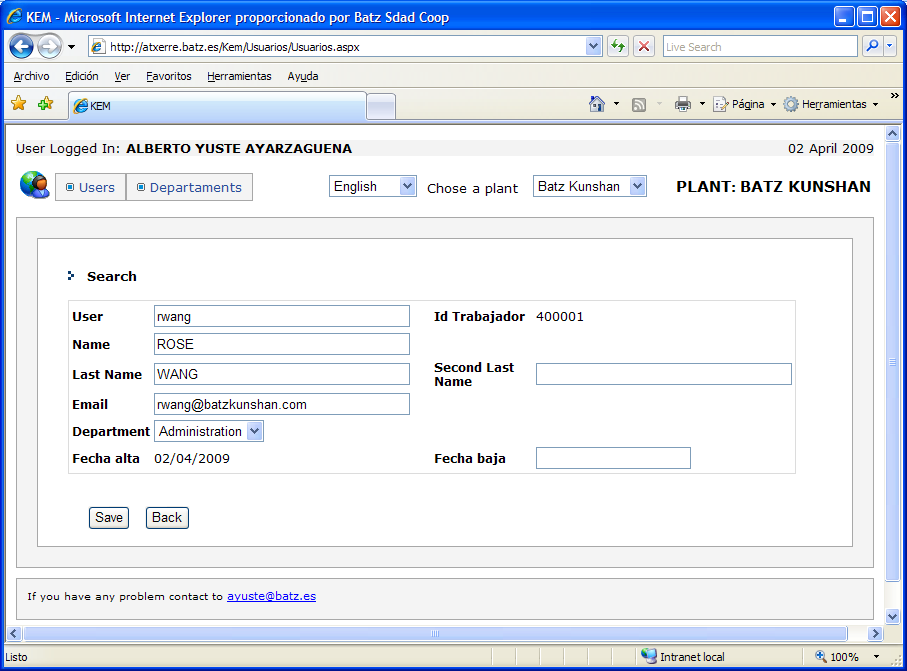 KEM - Microsoft Internet Explorer proporcionado por Batz Sdad Coop
http://atxerre.batz.es/Kem/Usuarios/Usuarios.aspx
Live Search
Archivo Edición Ver Favoritos Herramientas Ayuda
KEM
Página Herramientas »
User Logged In: ALBERTO YUSTE AYARZAGUENA 02 April 2009
Users Departaments English Chose a plant Batz Kunshan PLANT: BATZ KUNSHAN
Search
User rwang Id Trabajador 400001
Name ROSE
Last Name WANG Second Last Name
Email rwang@batzkunshan.com
Department Administration
Fecha alta 02/04/2009 Fecha baja
Save Back
If you have any problem contact to ayuste@batz.es
Listo Intranet local 100%